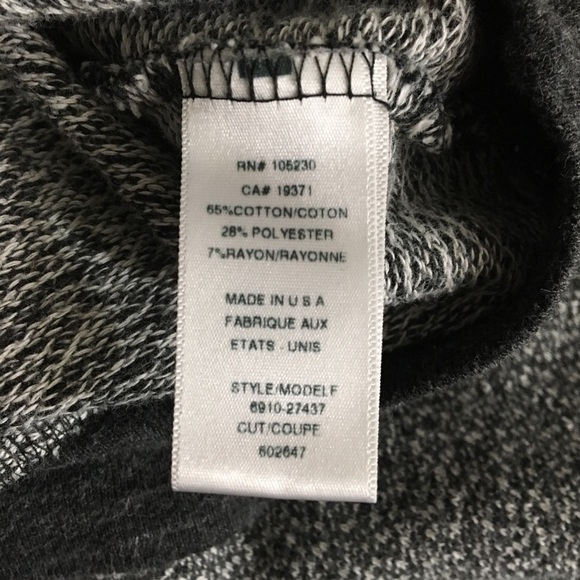 RN# 105230
CA# 19371
65%COTTON/COTON
28% POLYESTER
7%RAYON/RAYONNE
MADE IN U S A
FABRIQUE AUX
ETATS - UNIS
STYLE/MODELE
6910-27437
CUT/COUPE
602647